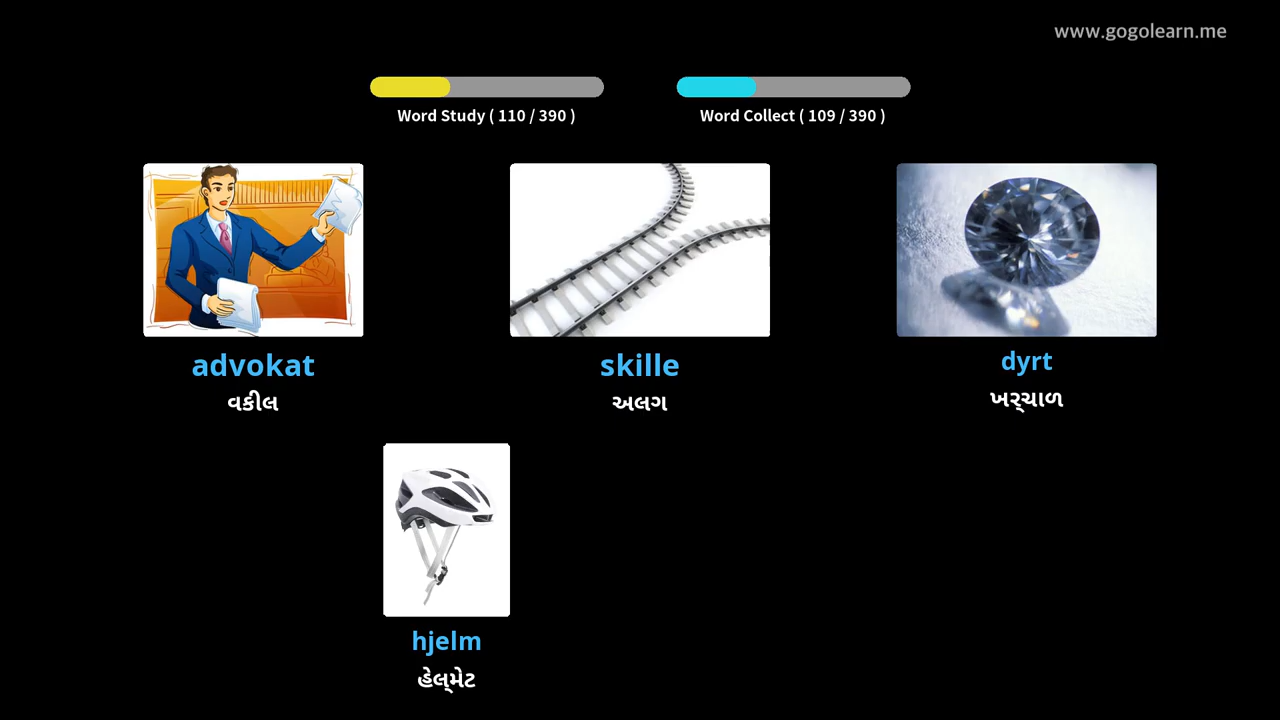 www.gogolearn.me
Word Study ( 110 / 390 )
Word Collect ( 109 / 390 )
advokat
વકીલ
skille
અલગ
dyrt
ખર્ચાળ
hjelm
હેલ્મેટ